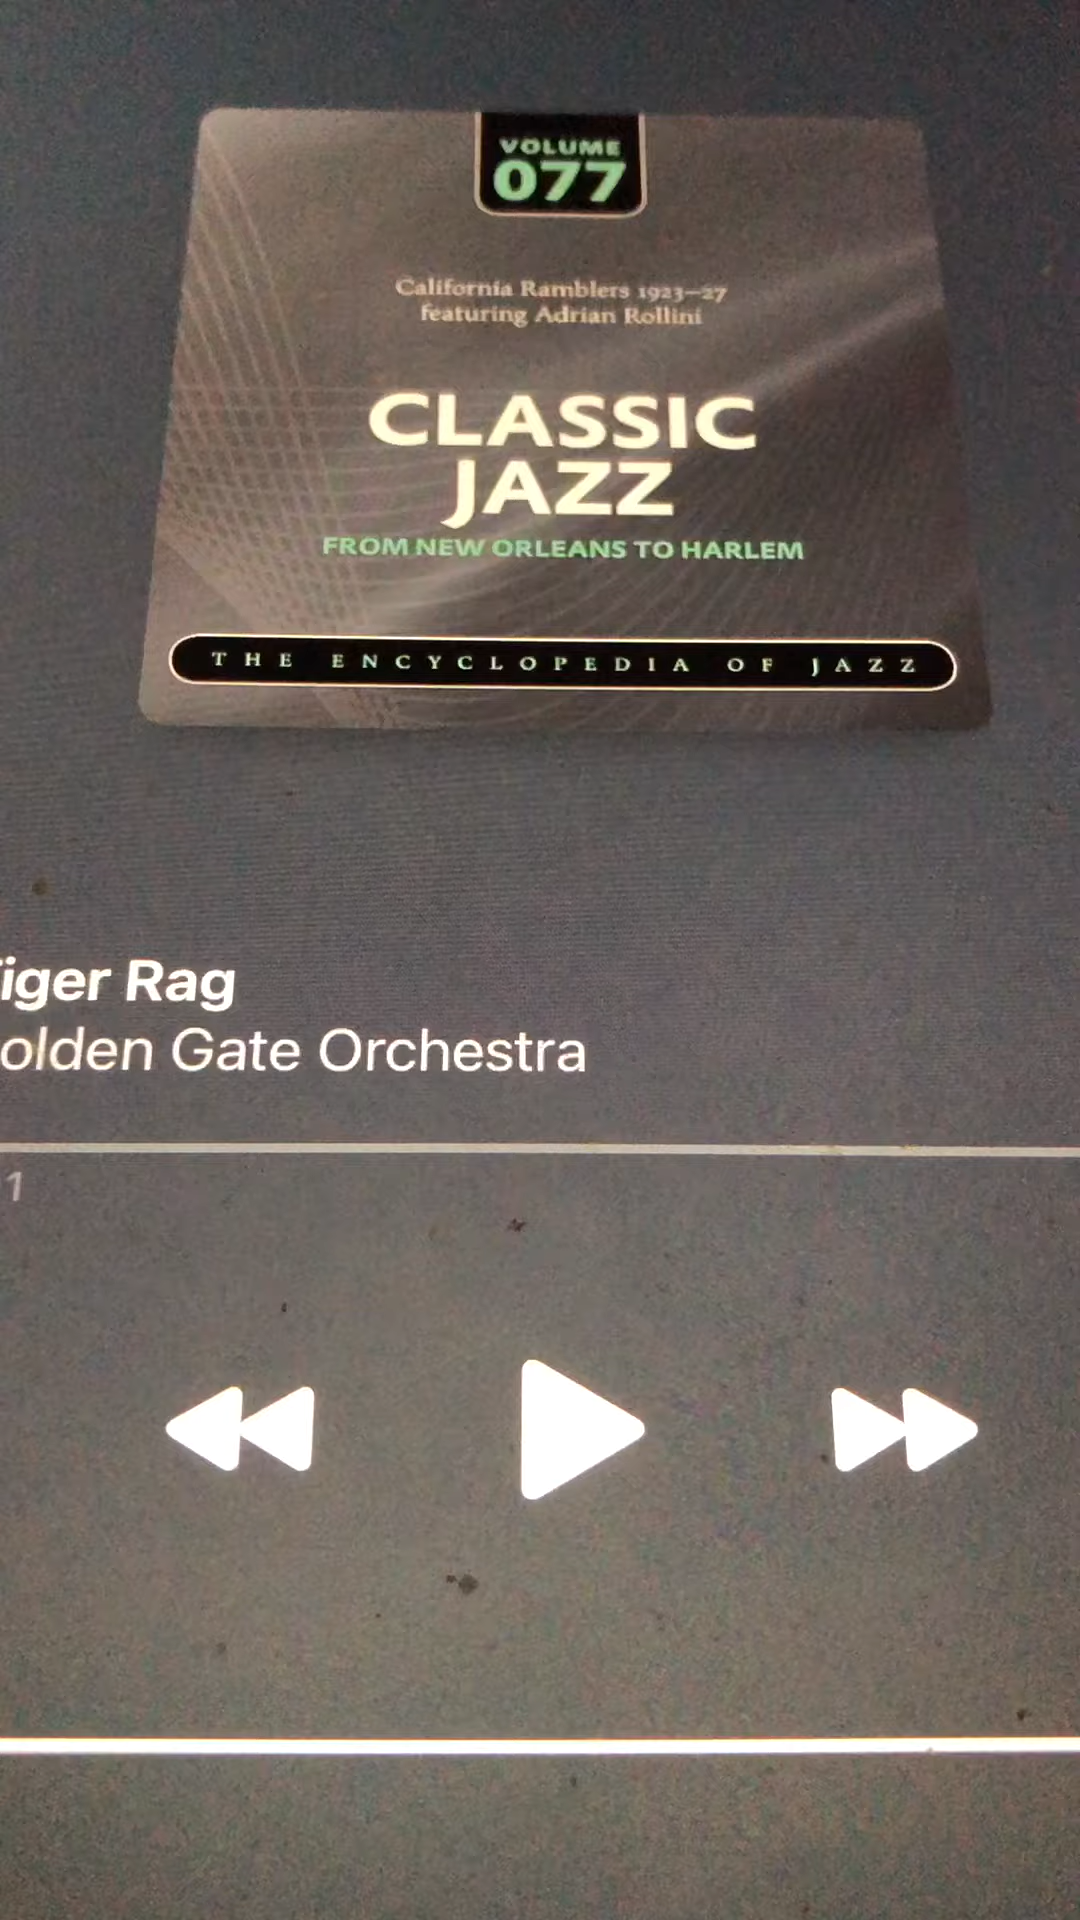 VOLUME
077
California Ramblers 1923–27
featuring Adrian Rollini
CLASSIC
JAZZ
FROM NEW ORLEANS TO HARLEM
THE ENCYCLOPEDIA OF JAZZ
iger Rag
olden Gate Orchestra
1